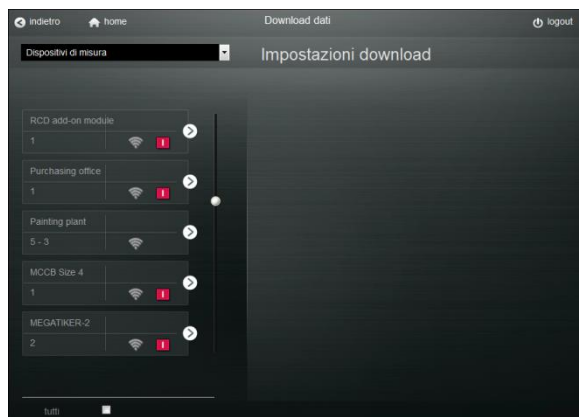 indietro home Download dati logout
Dispositivi di misura Impostazioni download
RCD add-on module
1 I
Purchasing office
1 I
Painting plant
5 - 3
MCCB Size 4
1 I
MEGATIKER-2
2 I
tutti